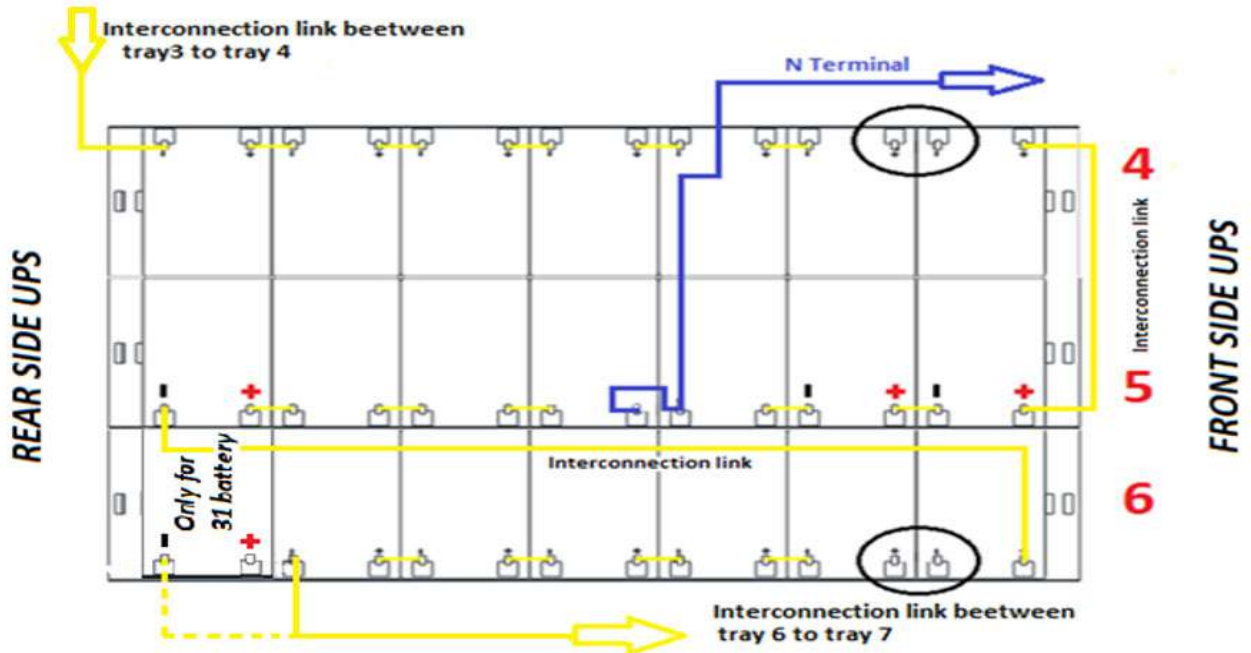 Interconnection link beetween
tray3 to tray 4
N Terminal
4
Interconnection link
5
REAR SIDE UPS
FRONT SIDE UPS
- + - + - +
Interconnection link
Only for
31 battery
6
- +
Interconnection link beetween
tray 6 to tray 7